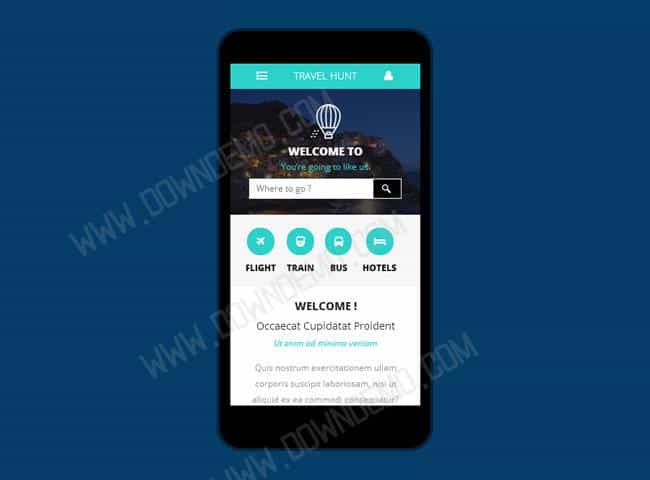 TRAVEL HUNT
WELCOME TO
You're going to like us.
Where to go ?
FLIGHT TRAIN BUS HOTELS
WELCOME !
Occaecat Cupidatat Proident
Ut enim ad minima veniam
Quis nostrum exercitationem ullam
corporis suscipit laboriosam, nisi ut
aliquid ex ea commodi consequatur?
WWW.DOWNDEMO.COM
WWW.DOWNDEMO.COM
WWW.DOWNDEMO.COM